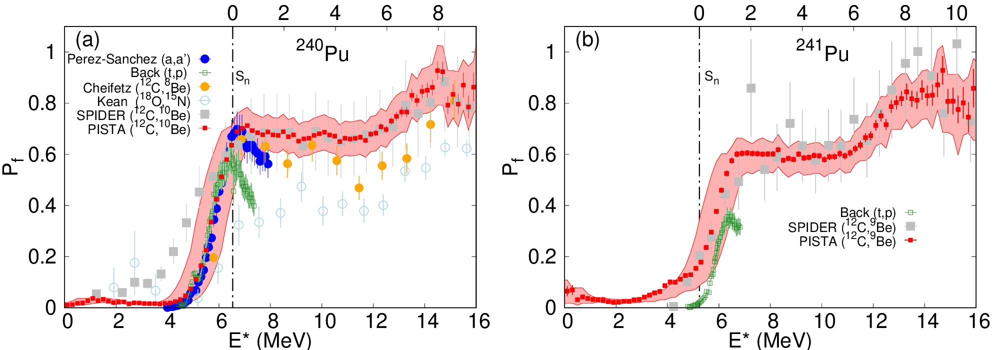 0 2 4 6 8
(a)
240Pu
1
0.8
0.6
0.4
0.2
0
Pf
Perez-Sanchez (a,a')
Back (t,p)
Cheifetz (12C,8Be)
Kean (18O,15N)
SPIDER (12C,10Be)
PISTA (12C,10Be)
Sn
0 2 4 6 8 10 12 14 16
E* (MeV)
0 2 4 6 8 10
(b)
241Pu
1
0.8
0.6
0.4
0.2
0
Pf
Sn
Back (t,p)
SPIDER (12C,9Be)
PISTA (12C,9Be)
0 2 4 6 8 10 12 14 16
E* (MeV)